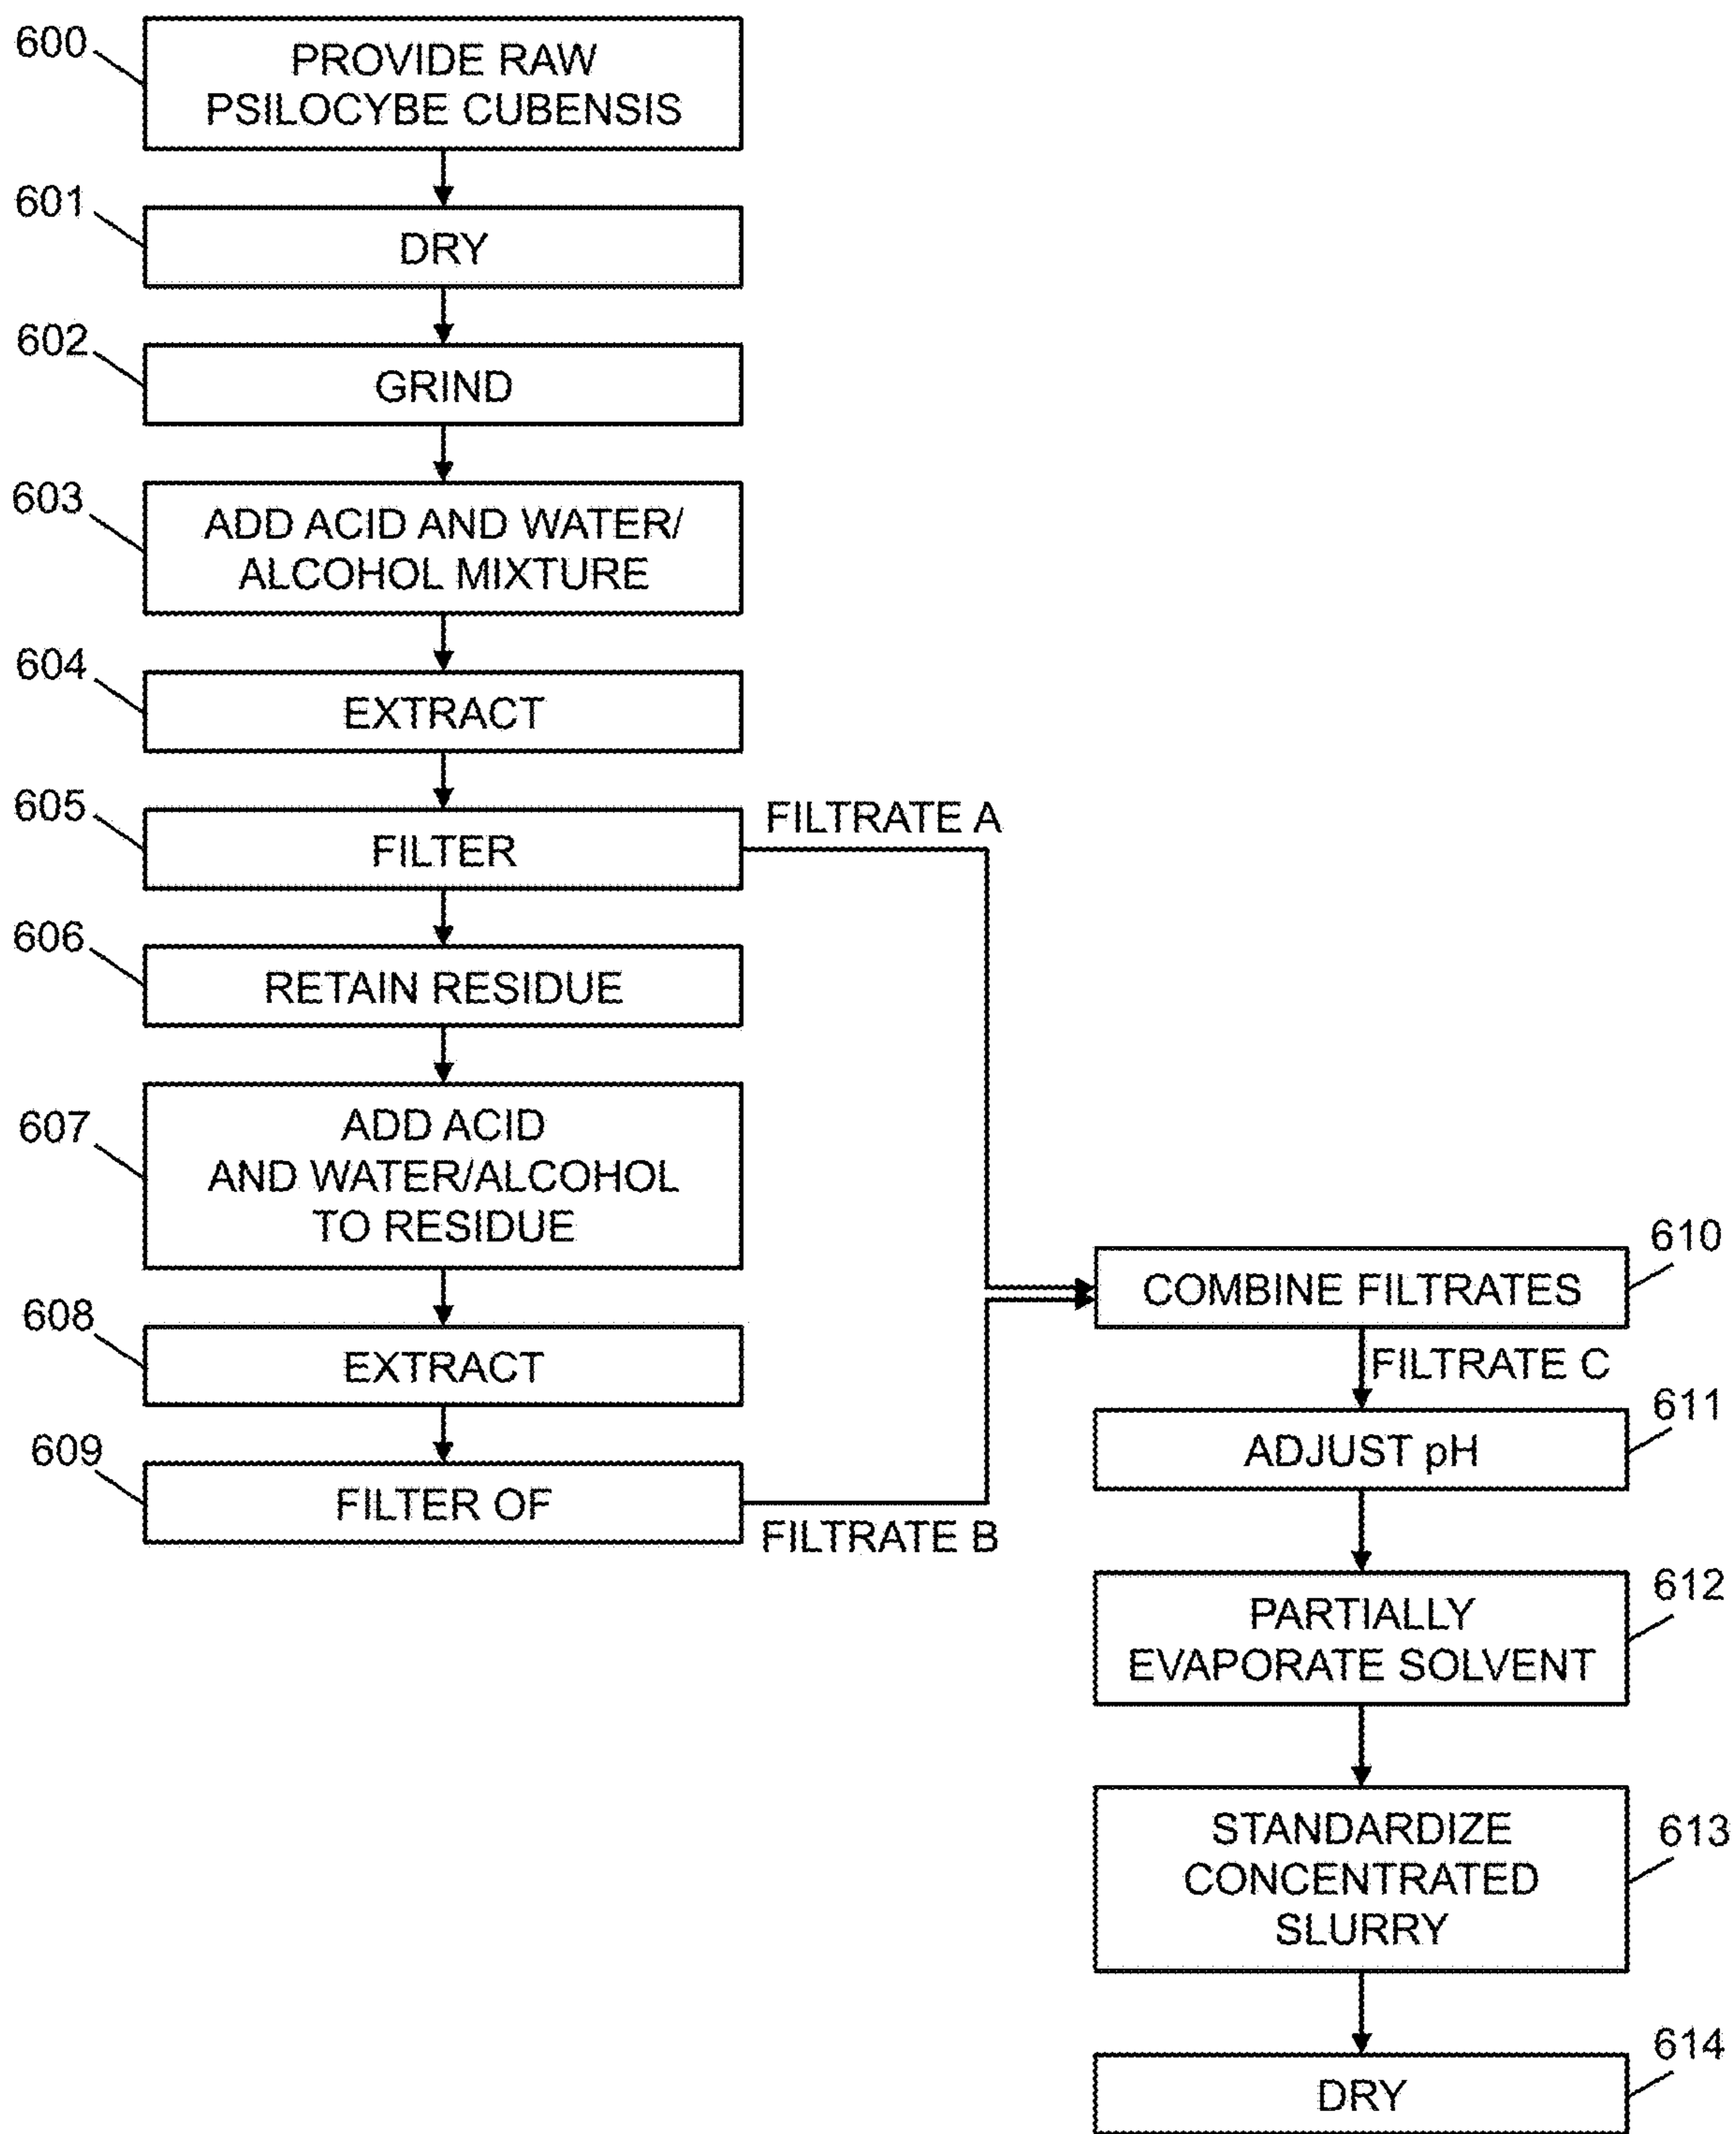 600
PROVIDE RAW
PSILOCYBE CUBENSIS
601
DRY
602
GRIND
603
ADD ACID AND WATER/
ALCOHOL MIXTURE
604
EXTRACT
605
FILTER
FILTRATE A
606
RETAIN RESIDUE
607
ADD ACID
AND WATER/ALCOHOL
TO RESIDUE
608
EXTRACT
609
FILTER OF
FILTRATE B
610
COMBINE FILTRATES
FILTRATE C
611
ADJUST pH
612
PARTIALLY
EVAPORATE SOLVENT
613
STANDARDIZE
CONCENTRATED
SLURRY
614
DRY